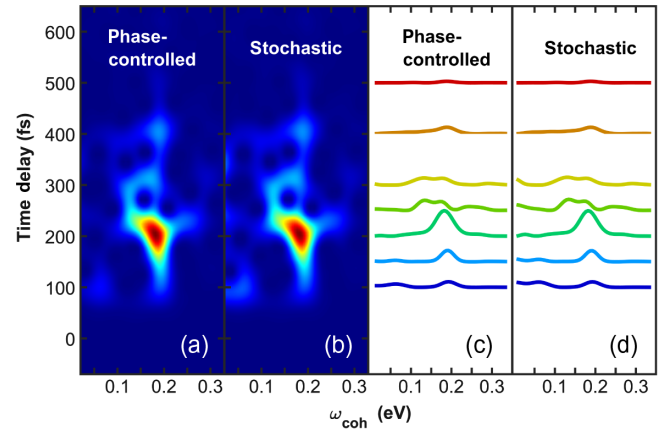 600
500
400
300
200
100
0
Time delay (fs)
Phase-
controlled
Stochastic
Phase-
controlled
Stochastic
(a)
(b)
(c)
(d)
0.1 0.2 0.3
0.1 0.2 0.3
0.1 0.2 0.3
0.1 0.2 0.3
ω_coh (eV)